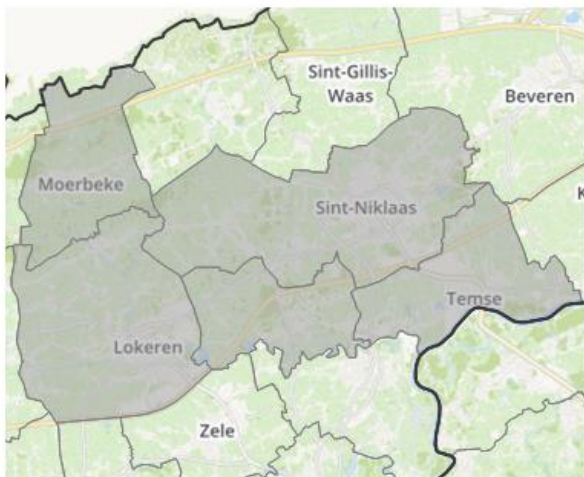 Sint-Gillis-
Waas
Beveren
Moerbeke
Sint-Niklaas
K
Temse
Lokeren
Zele